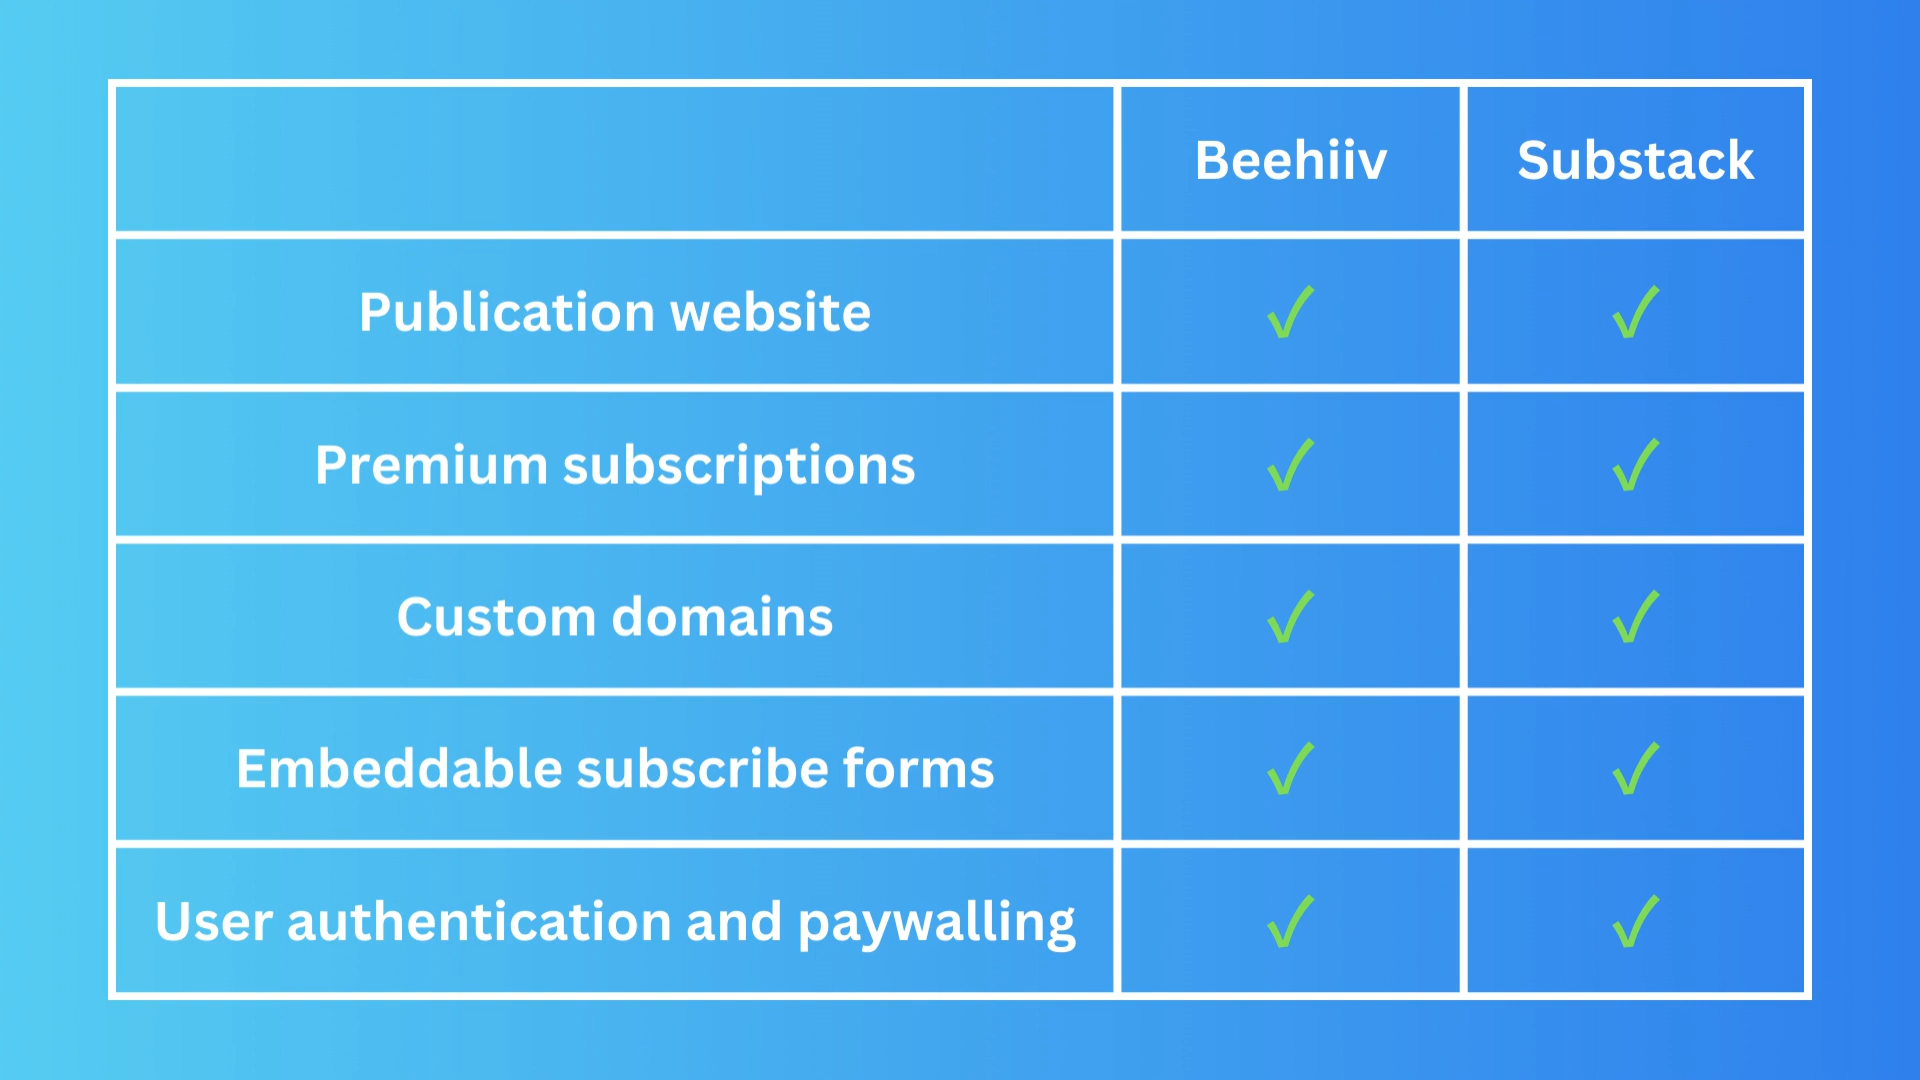 Beehiiv Substack
Publication website ✓ ✓
Premium subscriptions ✓ ✓
Custom domains ✓ ✓
Embeddable subscribe forms ✓ ✓
User authentication and paywalling ✓ ✓